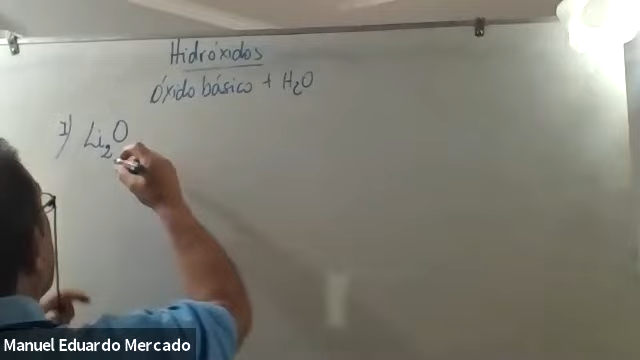 Hidróxidos
Óxido básico + H₂O
1) Li₂O
Manuel Eduardo Mercado